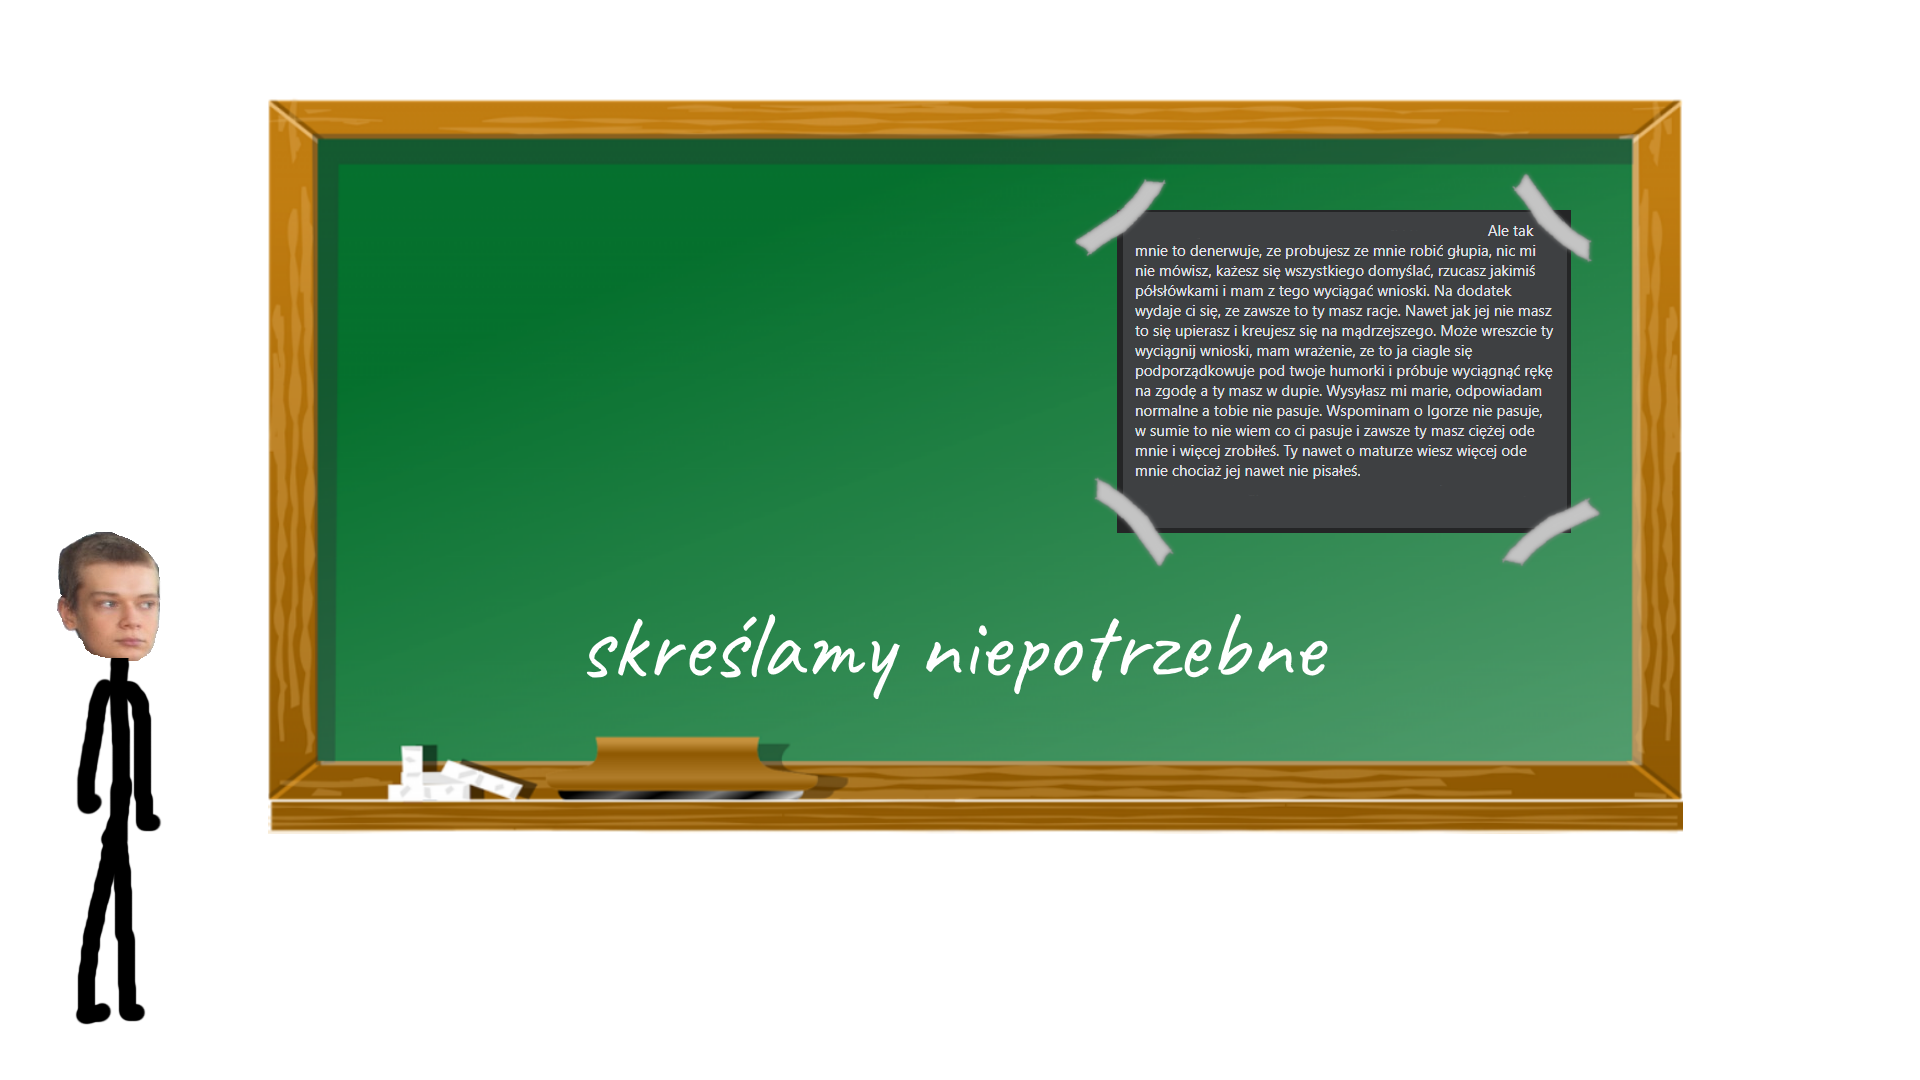 Ale tak
mnie to denerwuje, ze probujesz ze mnie robić głupia, nic mi
nie mówisz, każesz się wszystkiego domyślać, rzucasz jakimiś
półsłówkami i mam z tego wyciągać wnioski. Na dodatek
wydaje ci się, ze zawsze to ty masz racje. Nawet jak jej nie masz
to się upierasz i kreujesz się na mądrzejszego. Może wreszcie ty
wyciągnij wnioski, mam wrażenie, ze to ja ciagle się
podporządkowuje pod twoje humorki i próbuje wyciągnąć rękę
na zgodę a ty masz w dupie. Wysyłasz mi marie, odpowiadam
normalne a tobie nie pasuje. Wspominam o Igorze nie pasuje,
w sumie to nie wiem co ci pasuje i zawsze ty masz ciężej ode
mnie i więcej zrobiłeś. Ty nawet o maturze wiesz więcej ode
mnie chociaż jej nawet nie pisałeś.
skreślamy niepotrzebne